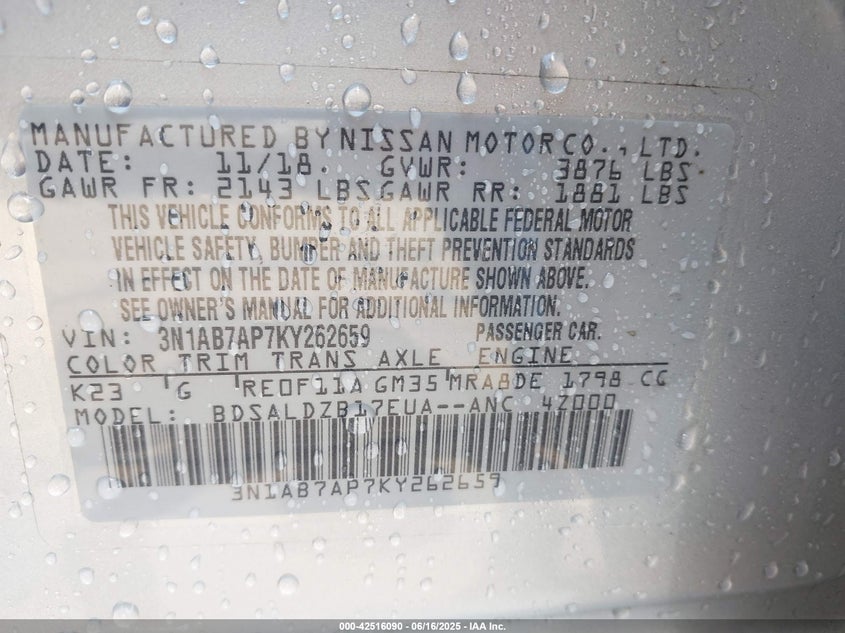 MANUFACTURED BY NISSAN MOTOR CO., LTD.
DATE: 11/18. GVWR: 3876 LBS
GAWR FR: 2143 LBS GAWR RR: 1881 LBS
THIS VEHICLE CONFORMS TO ALL APPLICABLE FEDERAL MOTOR
VEHICLE SAFETY, BUMPER AND THEFT PREVENTION STANDARDS
IN EFFECT ON THE DATE OF MANUFACTURE SHOWN ABOVE.
SEE OWNER'S MANUAL FOR ADDITIONAL INFORMATION.
VIN: 3N1AB7AP7KY262659 PASSENGER CAR.
COLOR TRIM TRANS AXLE ENGINE
K23 G RE0F11A GM35 MRA8DE 1798 CG
MODEL: BDSALDZB17EUA--ANC 4Z000
3N1AB7AP7KY262659
000-42516090 - 06/16/2025 - IAA Inc.